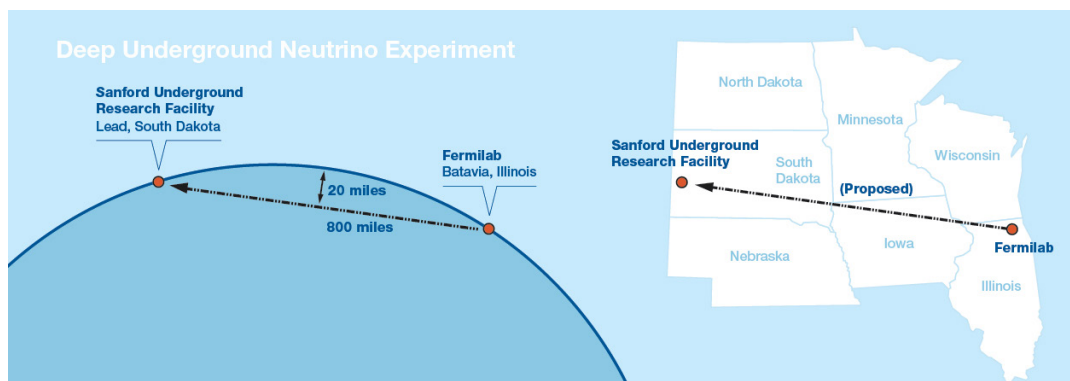 Deep Underground Neutrino Experiment
Sanford Underground
Research Facility
Lead, South Dakota
Fermilab
Batavia, Illinois
20 miles
800 miles
North Dakota
Minnesota
Sanford Underground
Research Facility
South
Dakota
Wisconsin
(Proposed)
Iowa
Nebraska
Fermilab
Illinois